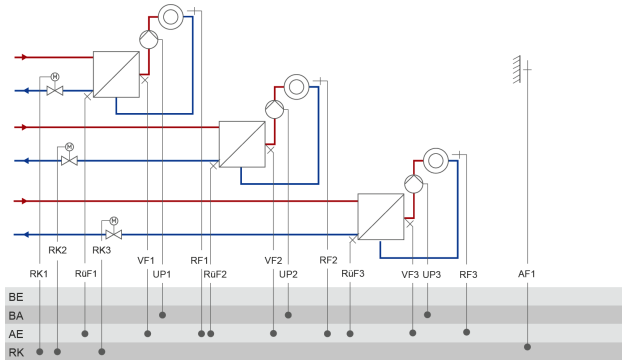 M
M
M
RK2
RK3
VF1
RF1
VF2
RF2
RK1
RüF1
UP1
RüF2
UP2
RüF3
VF3
UP3
RF3
AF1
BE
BA
AE
RK